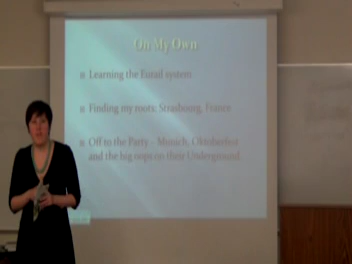 On My Own
Learning the Eurail system
Finding my roots: Strasbourg, France
Off to the Party - Munich, Oktoberfest
and the big oops on their Underground